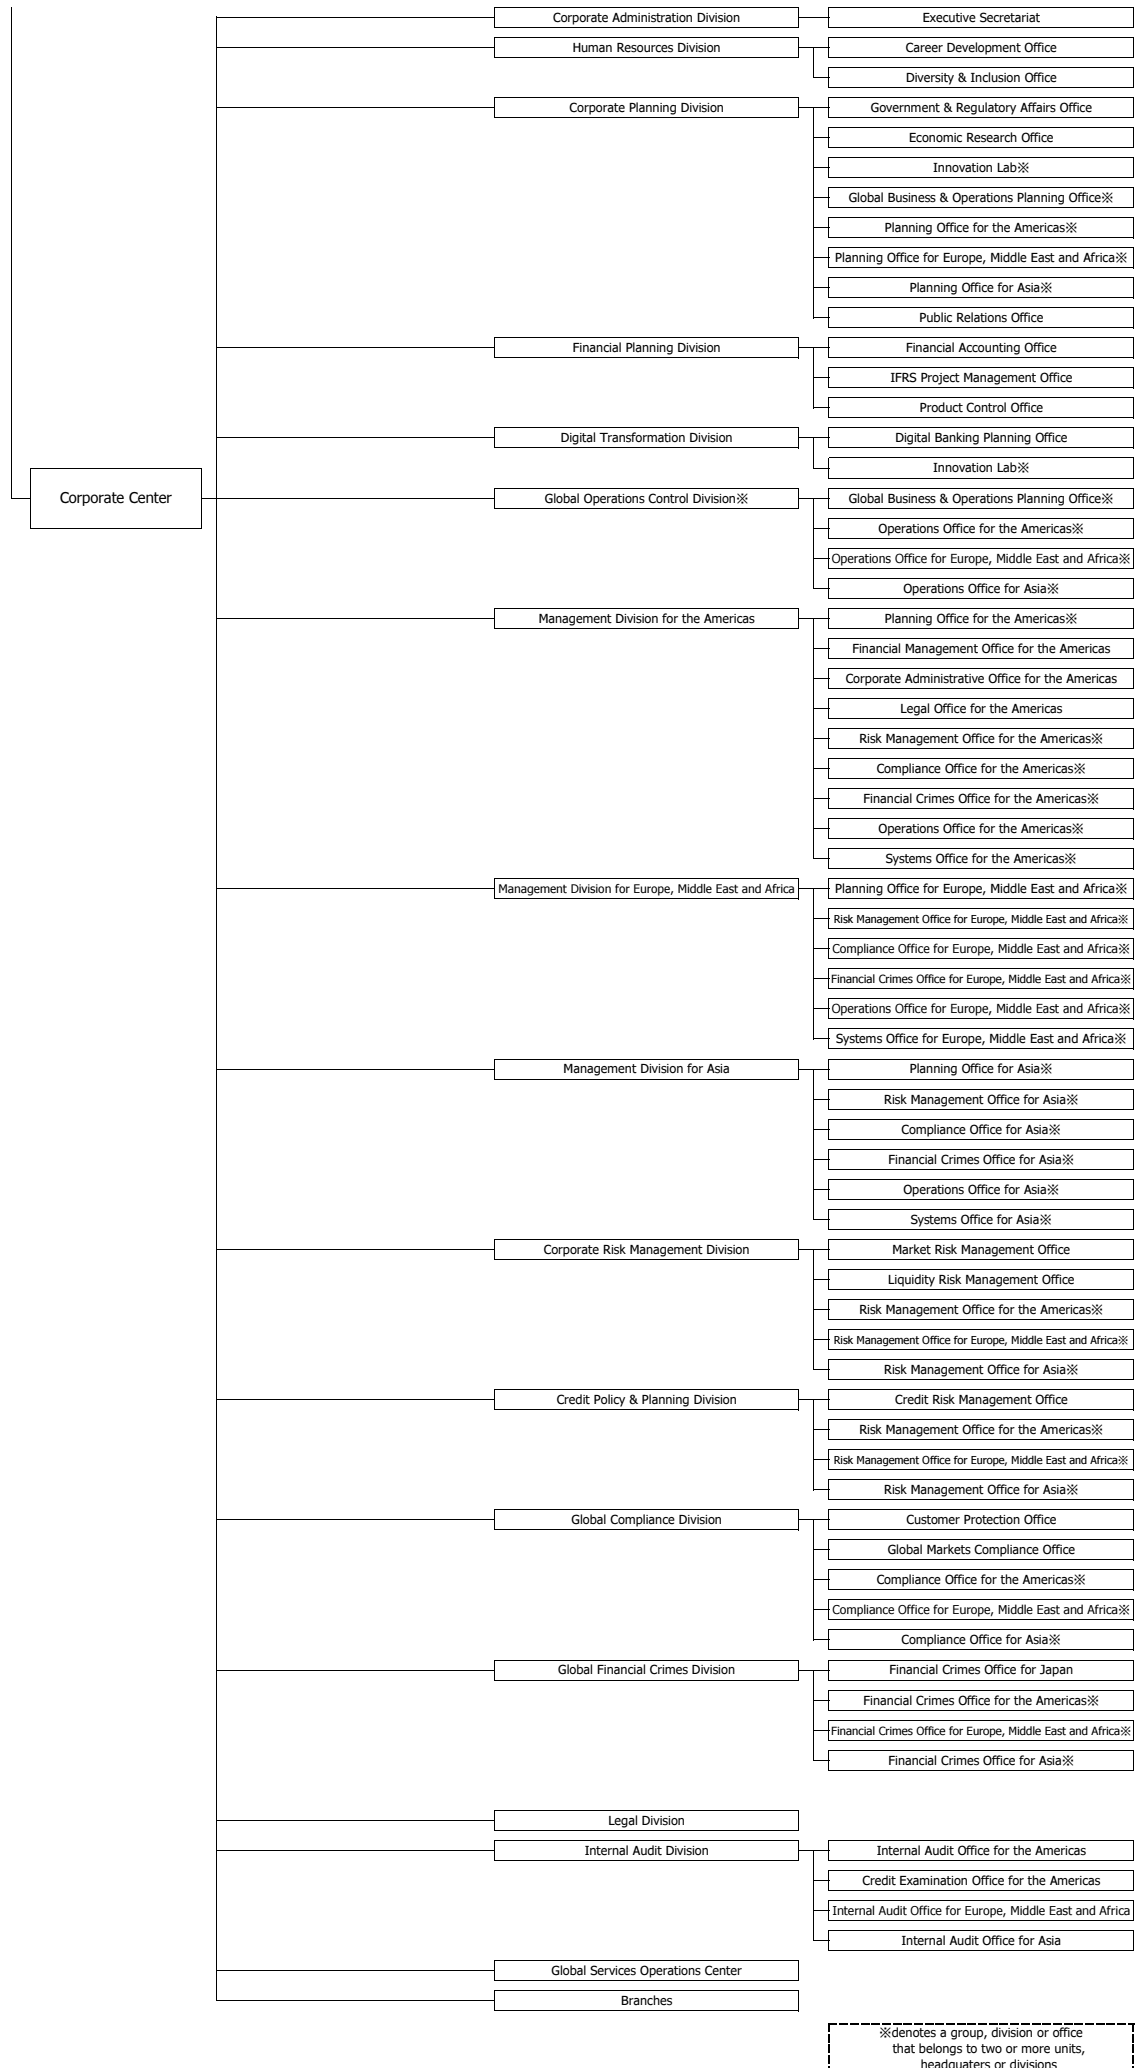 Corporate Administration Division
Executive Secretariat
Human Resources Division
Career Development Office
Diversity & Inclusion Office
Corporate Planning Division
Government & Regulatory Affairs Office
Economic Research Office
Innovation Lab※
Global Business & Operations Planning Office※
Planning Office for the Americas※
Planning Office for Europe, Middle East and Africa※
Planning Office for Asia※
Public Relations Office
Financial Planning Division
Financial Accounting Office
IFRS Project Management Office
Product Control Office
Digital Transformation Division
Digital Banking Planning Office
Innovation Lab※
Corporate Center
Global Operations Control Division※
Global Business & Operations Planning Office※
Operations Office for the Americas※
Operations Office for Europe, Middle East and Africa※
Operations Office for Asia※
Management Division for the Americas
Planning Office for the Americas※
Financial Management Office for the Americas
Corporate Administrative Office for the Americas
Legal Office for the Americas
Risk Management Office for the Americas※
Compliance Office for the Americas※
Financial Crimes Office for the Americas※
Operations Office for the Americas※
Systems Office for the Americas※
Management Division for Europe, Middle East and Africa
Planning Office for Europe, Middle East and Africa※
Risk Management Office for Europe, Middle East and Africa※
Compliance Office for Europe, Middle East and Africa※
Financial Crimes Office for Europe, Middle East and Africa※
Operations Office for Europe, Middle East and Africa※
Systems Office for Europe, Middle East and Africa※
Management Division for Asia
Planning Office for Asia※
Risk Management Office for Asia※
Compliance Office for Asia※
Financial Crimes Office for Asia※
Operations Office for Asia※
Systems Office for Asia※
Corporate Risk Management Division
Market Risk Management Office
Liquidity Risk Management Office
Risk Management Office for the Americas※
Risk Management Office for Europe, Middle East and Africa※
Risk Management Office for Asia※
Credit Policy & Planning Division
Credit Risk Management Office
Risk Management Office for the Americas※
Risk Management Office for Europe, Middle East and Africa※
Risk Management Office for Asia※
Global Compliance Division
Customer Protection Office
Global Markets Compliance Office
Compliance Office for the Americas※
Compliance Office for Europe, Middle East and Africa※
Compliance Office for Asia※
Global Financial Crimes Division
Financial Crimes Office for Japan
Financial Crimes Office for the Americas※
Financial Crimes Office for Europe, Middle East and Africa※
Financial Crimes Office for Asia※
Legal Division
Internal Audit Division
Internal Audit Office for the Americas
Credit Examination Office for the Americas
Internal Audit Office for Europe, Middle East and Africa
Internal Audit Office for Asia
Global Services Operations Center
Branches
※denotes a group, division or office
that belongs to two or more units,
headquaters or divisions